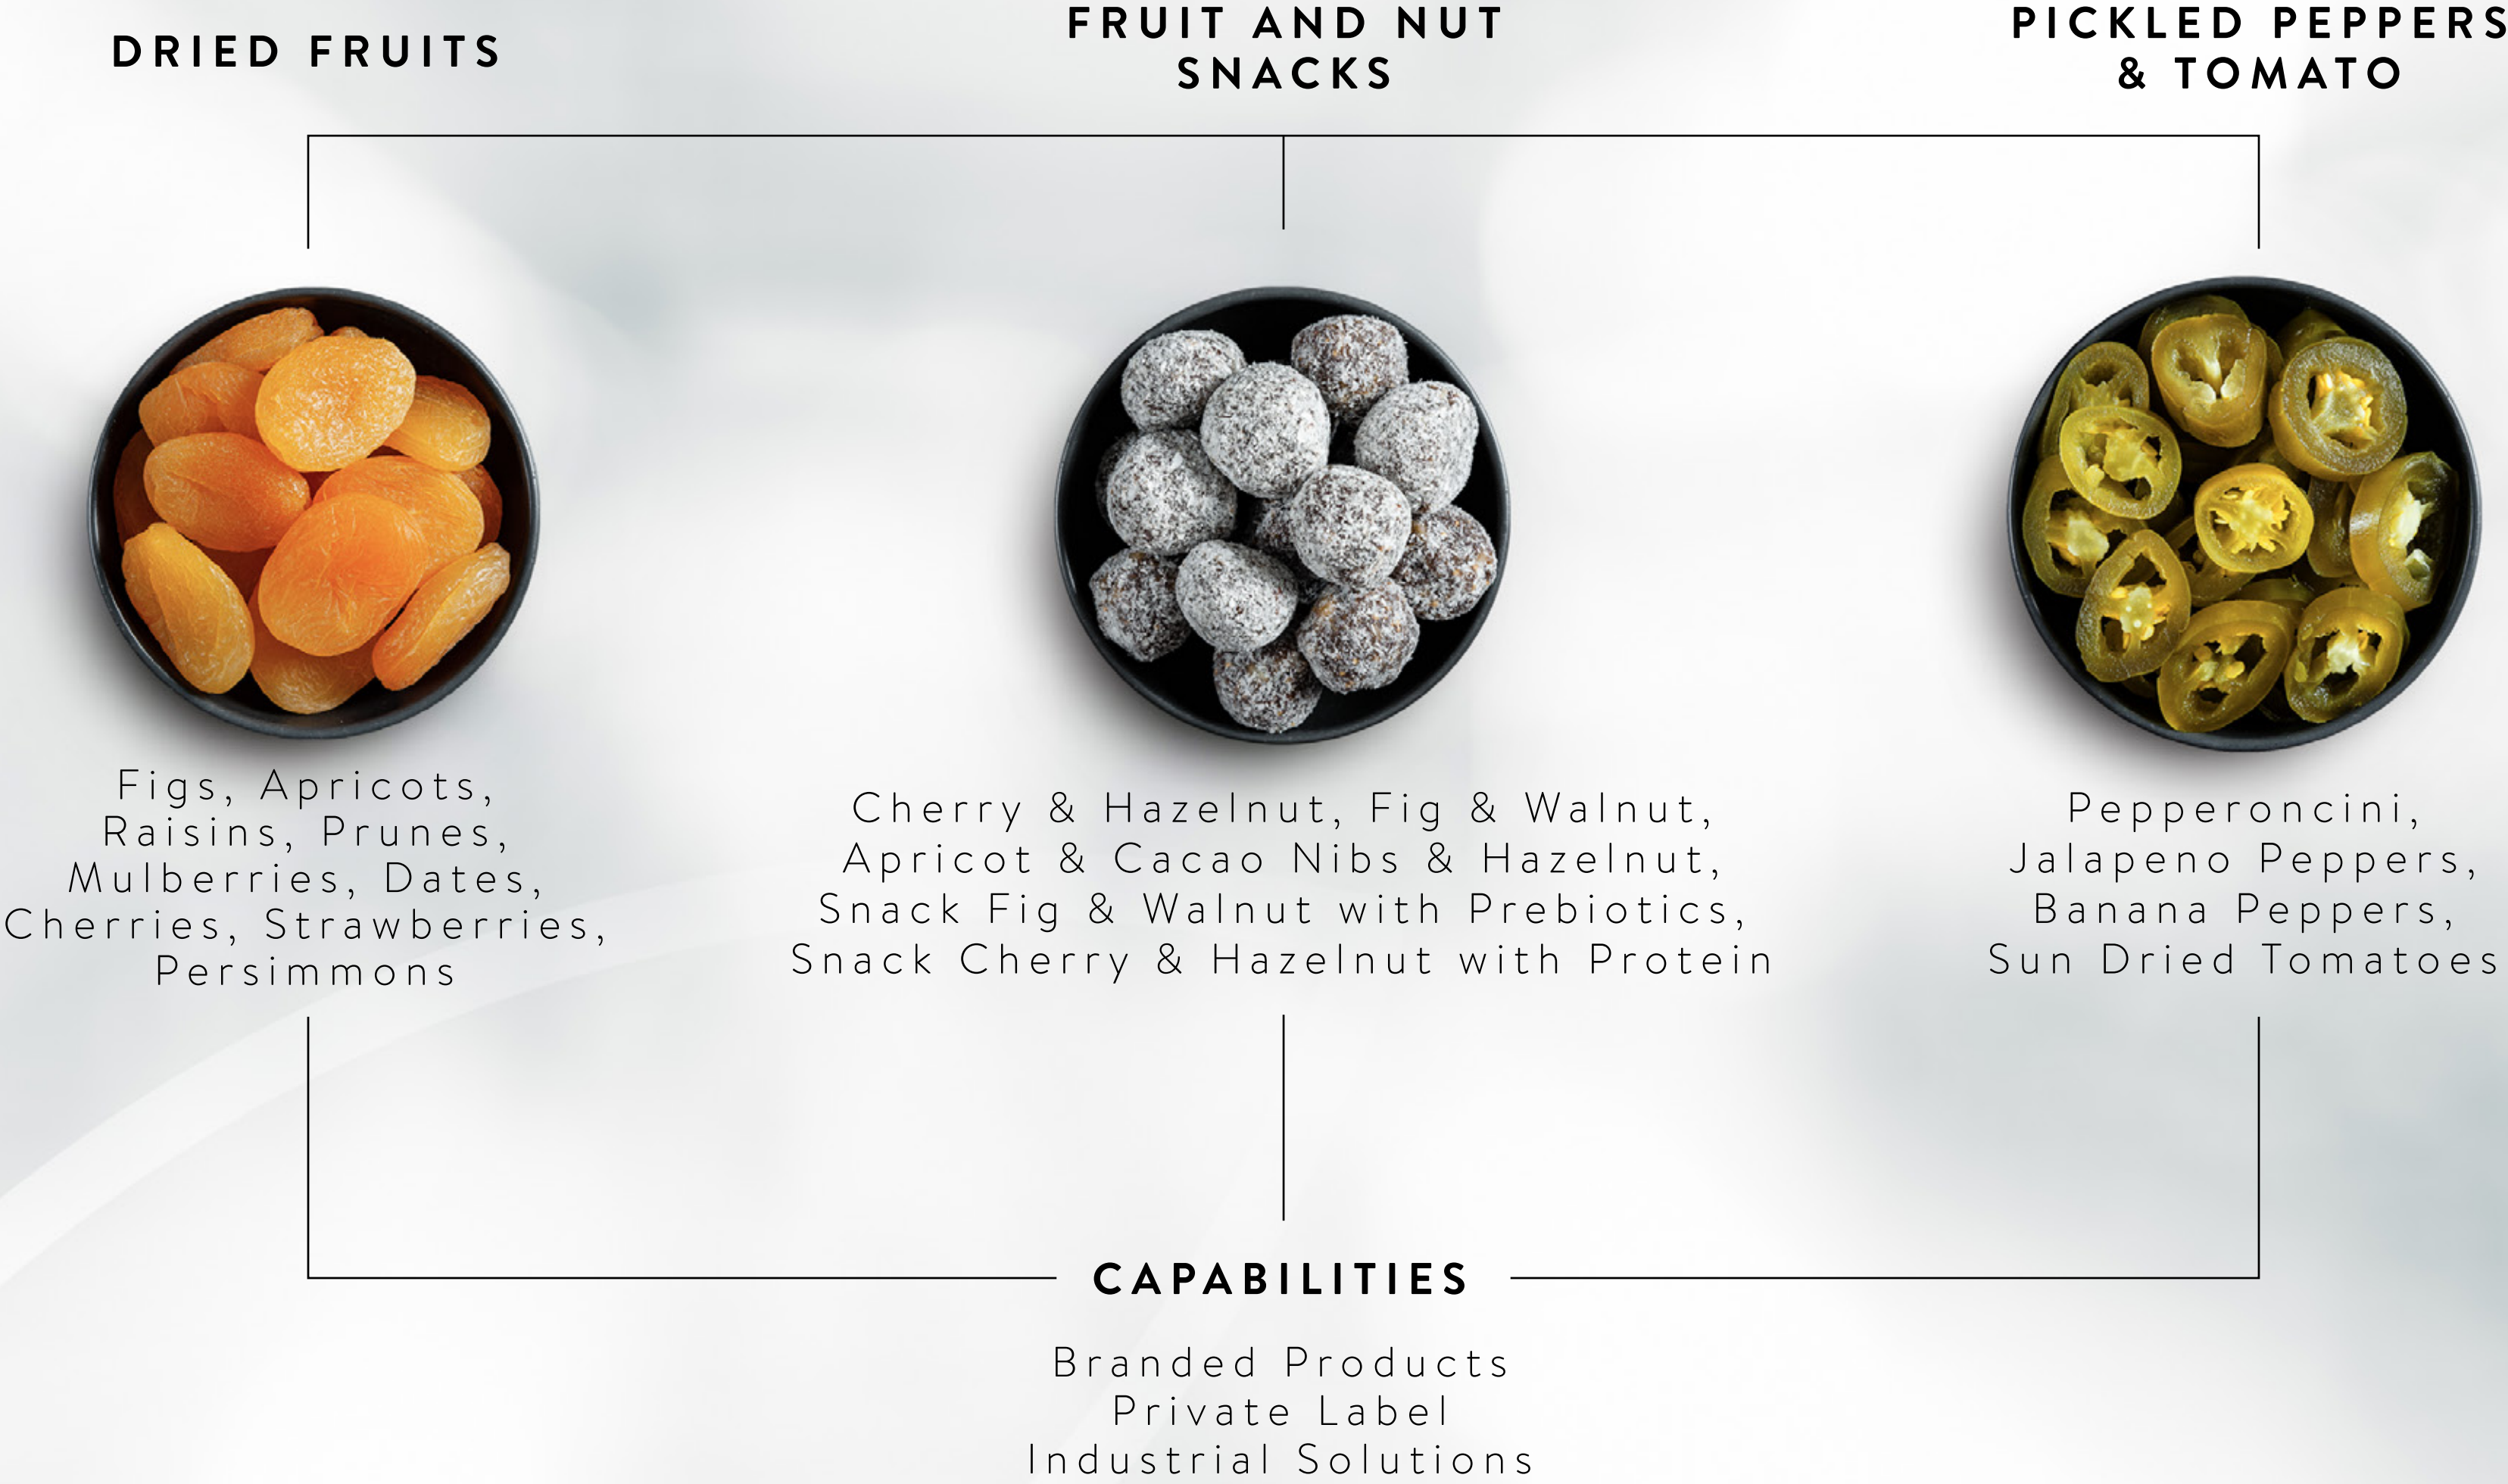 DRIED FRUITS
FRUIT AND NUT
SNACKS
PICKLED PEPPERS
& TOMATO
Figs, Apricots,
Raisins, Prunes,
Mulberries, Dates,
Cherries, Strawberries,
Persimmons
Cherry & Hazelnut, Fig & Walnut,
Apricot & Cacao Nibs & Hazelnut,
Snack Fig & Walnut with Prebiotics,
Snack Cherry & Hazelnut with Protein
Pepperoncini,
Jalapeno Peppers,
Banana Peppers,
Sun Dried Tomatoes
CAPABILITIES
Branded Products
Private Label
Industrial Solutions